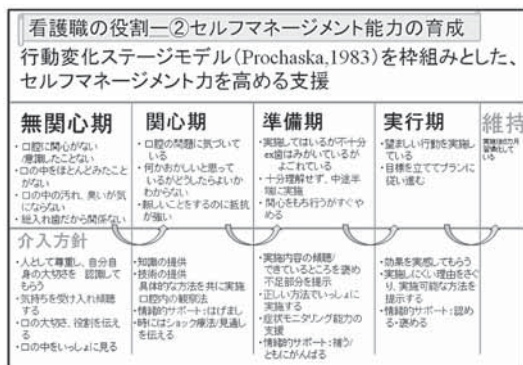 看護職の役割―②セルフマネージメント能力の育成
行動変化ステージモデル(Prochaska,1983)を枠組みとした、
セルフマネージメント力を高める支援
無関心期
・口腔に関心がない
/意識したことない
・口の中をほとんどみたこと
がない
・口の中の汚れ、臭いが気
にならない
・総入れ歯だから関係ない
関心期
・口腔の問題に気づいて
いる
・何かおかしいと思って
いるがどうしたらよいか
わからない
・新しいことをするのに抵抗
が強い
準備期
・実施してはいるが不十分
ex歯はみがいているが
よごれている
・十分理解せず、中途半
端に実施
・関心をもち行うがすぐや
める
実行期
・望ましい行動を実施し
ている
・目標を立ててプランに
従い進む
維持
介入方針
・人として尊重し、自分自
身の大切さを 認識して
もらう
・気持ちを受け入れ傾聴
する
・口の大切さ、役割を伝え
る
・口の中をいっしょに見る
・知識の提供
・技術の提供
具体的な方法を共に実施
口腔内の観察法
・情緒的サポート:はげまし
・時にはショック療法/見通し
を伝える
・実施内容の傾聴
/できているところを褒め
不足部分を提示
・正しい方法でいっしょに
実施する
・症状モニタリング能力の
支援
・情緒的サポート:補う/
ともにがんばる
・効果を実感してもらう
・実施しにくい理由をさぐ
り、実施可能な方法を
提示する
・情緒的サポート:認め
る・褒める